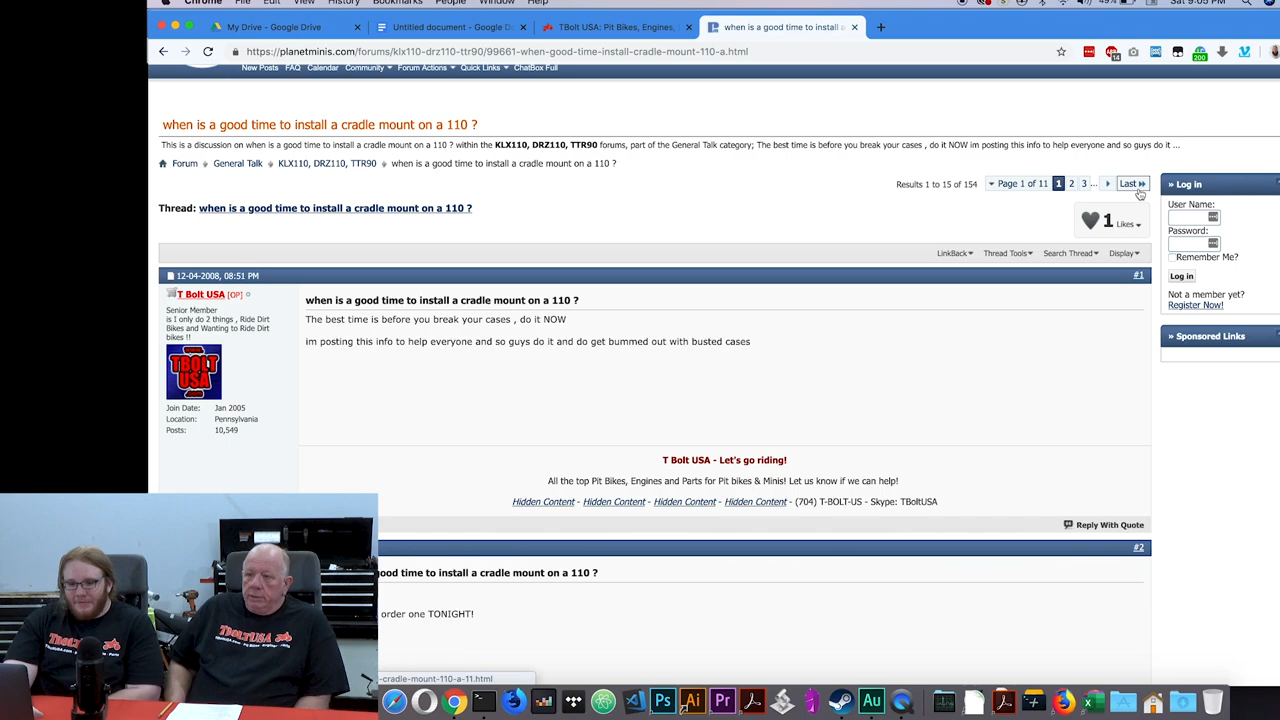 Chrome File Edit View History Bookmarks People Window Help
49% Sat 9:05 PM
My Drive - Google Drive
Untitled document - Google Do
TBolt USA: Pit Bikes, Engines,
when is a good time to install a
https://planetminis.com/forums/klx110-drz110-ttr90/99661-when-good-time-install-cradle-mount-110-a.html
New Posts FAQ Calendar Community Forum Actions Quick Links ChatBox Full
when is a good time to install a cradle mount on a 110 ?
This is a discussion on when is a good time to install a cradle mount on a 110 ? within the KLX110, DRZ110, TTR90 forums, part of the General Talk category; The best time is before you break your cases , do it NOW im posting this info to help everyone and so guys do it ...
Forum General Talk KLX110, DRZ110, TTR90 when is a good time to install a cradle mount on a 110 ?
Results 1 to 15 of 154 Page 1 of 11 1 2 3 ... Last
Thread: when is a good time to install a cradle mount on a 110 ?
1 Likes
LinkBack Thread Tools Search Thread Display
12-04-2008, 08:51 PM #1
T Bolt USA [OP]
Senior Member
is I only do 2 things , Ride Dirt
Bikes and Wanting to Ride Dirt
bikes !!
TBOLT
USA
Join Date: Jan 2005
Location: Pennsylvania
Posts: 10,549
when is a good time to install a cradle mount on a 110 ?
The best time is before you break your cases , do it NOW
im posting this info to help everyone and so guys do it and do get bummed out with busted cases
T Bolt USA - Let's go riding!
All the top Pit Bikes, Engines and Parts for Pit bikes & Minis! Let us know if we can help!
Hidden Content - Hidden Content - Hidden Content - Hidden Content - (704) T-BOLT-US - Skype: TBoltUSA
Reply With Quote
#2
good time to install a cradle mount on a 110 ?
order one TONIGHT!
» Log in
User Name:
Password:
Remember Me?
Log in
Not a member yet?
Register Now!
» Sponsored Links
-cradle-mount-110-a-11.html
TBOLTUSA
TBOLTUSA
Ps Ai Pr Au